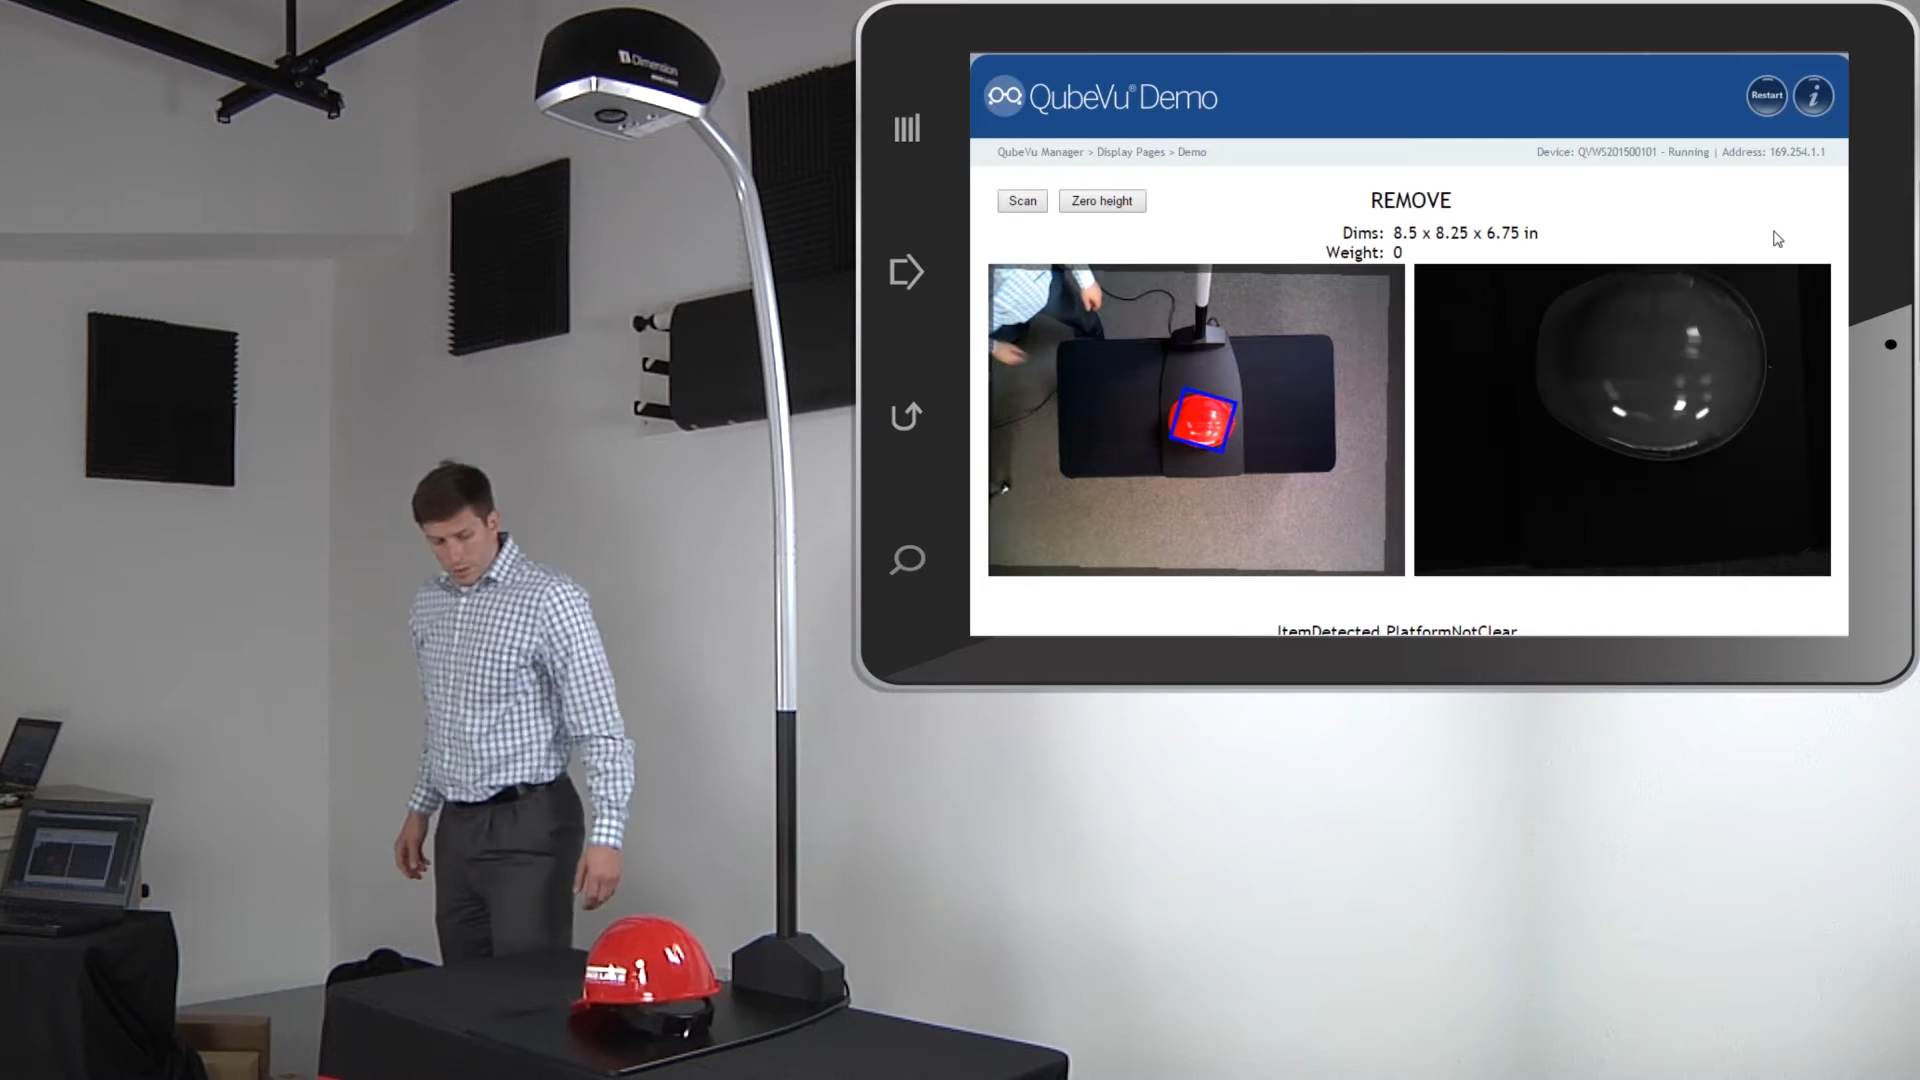 Dimension
QubeVu® Demo
Restart
i
QubeVu Manager > Display Pages > Demo
Device: QVWS201500101 - Running | Address: 169.254.1.1
Scan
Zero height
REMOVE
Dims: 8.5 x 8.25 x 6.75 in
Weight: 0
ItemDetected PlatformNotClear